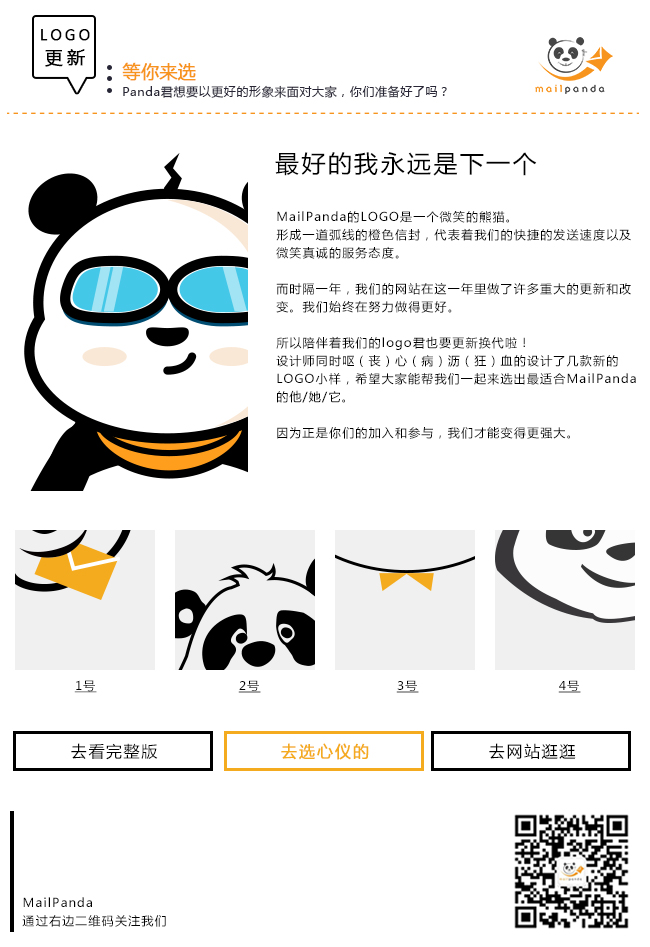 LOGO
更新
等你来选
Panda君想要以更好的形象来面对大家，你们准备好了吗？
mailpanda
最好的我永远是下一个
MailPanda的LOGO是一个微笑的熊猫。
形成一道弧线的橙色信封，代表着我们的快捷的发送速度以及
微笑真诚的服务态度。
而时隔一年，我们的网站在这一年里做了许多重大的更新和改
变。我们始终在努力做得更好。
所以陪伴着我们的logo君也要更新换代啦！
设计师同时呕（丧）心（病）沥（狂）血的设计了几款新的
LOGO小样，希望大家能帮我们一起来选出最适合MailPanda
的他/她/它。
因为正是你们的加入和参与，我们才能变得更强大。
1号
2号
3号
4号
去看完整版
去选心仪的
去网站逛逛
MailPanda
通过右边二维码关注我们